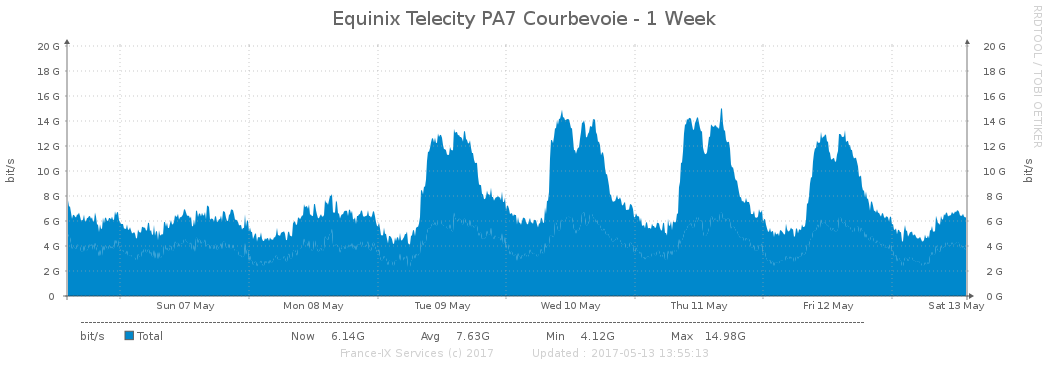 Equinix Telecity PA7 Courbevoie - 1 Week
RRDTOOL / TOBI OETIKER
bit/s
bit/s
20 G 20 G
18 G 18 G
16 G 16 G
14 G 14 G
12 G 12 G
10 G 10 G
8 G 8 G
6 G 6 G
4 G 4 G
2 G 2 G
0 0 G
Sun 07 May Mon 08 May Tue 09 May Wed 10 May Thu 11 May Fri 12 May Sat 13 May
bit/s Total Now 6.14G Avg 7.63G Min 4.12G Max 14.98G
France-IX Services (c) 2017 Updated : 2017-05-13 13:55:13